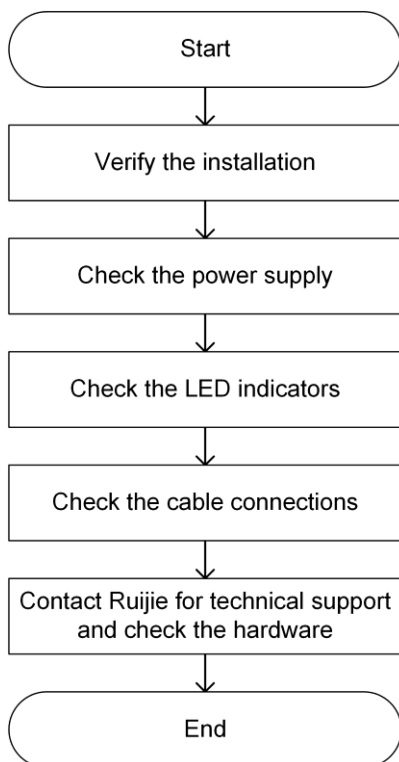 Start
Verify the installation
Check the power supply
Check the LED indicators
Check the cable connections
Contact Ruijie for technical support
and check the hardware
End